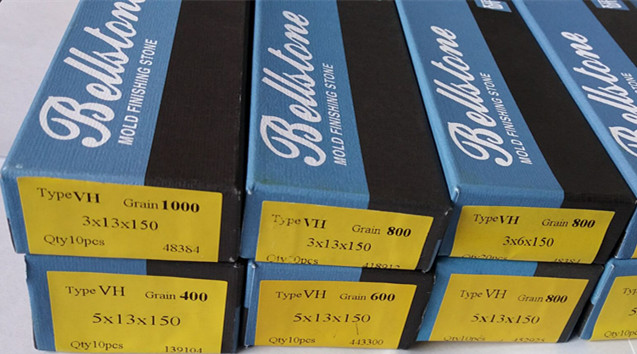 Bellstone
MOLD FINISHING STONE
Type VH Grain 1000
3x13x150
Qty10pcs 48384
Bellstone
MOLD FINISHING STONE
Type VH Grain 800
3x13x150
Bellstone
MOLD FINISHING STONE
Type VH Grain 800
3x6x150
MOLD FINISHING
Type VH Grain 400
5x13x150
Qty10pcs 139104
Type VH Grain 600
5x13x150
Qty10pcs 443300
Type VH Grain 800
5x13x150
Qty10pcs